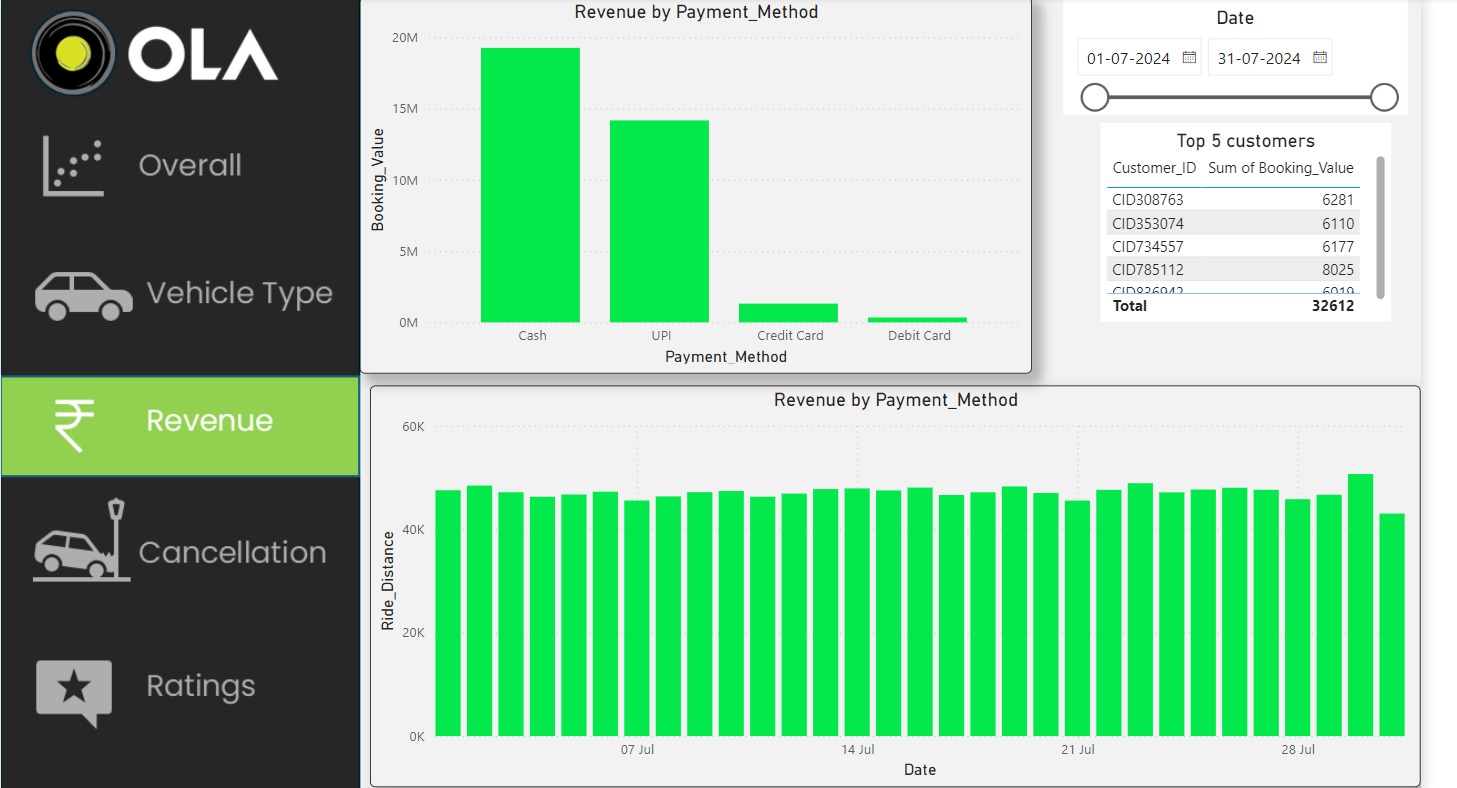 OLA
Overall
Vehicle Type
Revenue
Cancellation
Ratings
Revenue by Payment_Method
Booking_Value
20M
15M
10M
5M
0M
Cash UPI Credit Card Debit Card
Payment_Method
Date
01-07-2024 31-07-2024
Top 5 customers
Customer_ID Sum of Booking_Value
CID308763 6281
CID353074 6110
CID734557 6177
CID785112 8025
CID836942 6019
Total 32612
Revenue by Payment_Method
Ride_Distance
60K
40K
20K
0K
07 Jul 14 Jul 21 Jul 28 Jul
Date